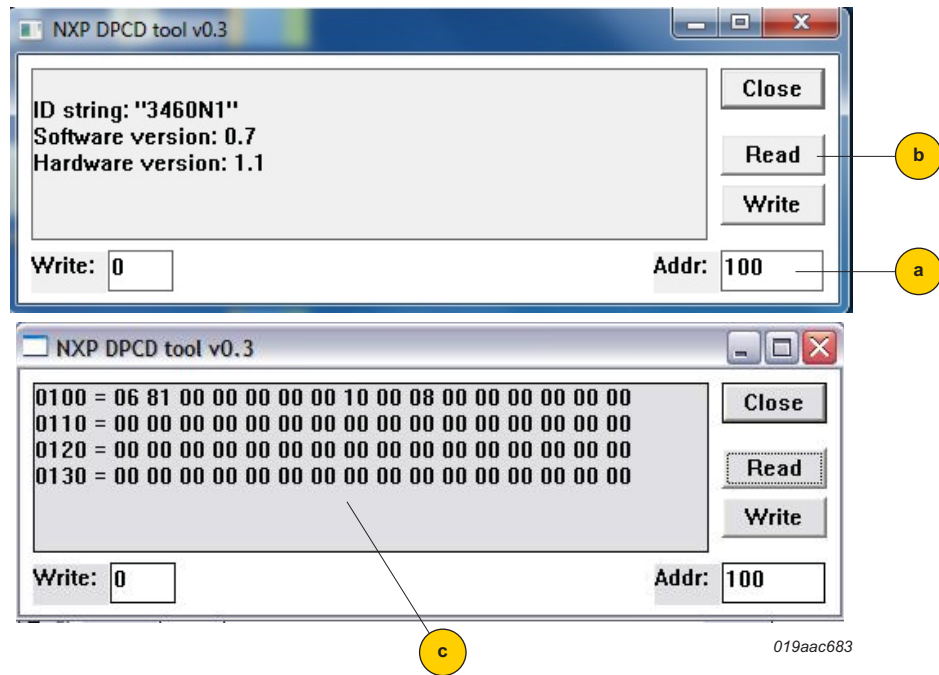 NXP DPCD tool v0.3
ID string: "3460N1"
Software version: 0.7
Hardware version: 1.1
Close
Read
b
Write
Write: 0
Addr: 100
a
NXP DPCD tool v0.3
0100 = 06 81 00 00 00 00 00 10 00 08 00 00 00 00 00 00
0110 = 00 00 00 00 00 00 00 00 00 00 00 00 00 00 00 00
0120 = 00 00 00 00 00 00 00 00 00 00 00 00 00 00 00 00
0130 = 00 00 00 00 00 00 00 00 00 00 00 00 00 00 00 00
Close
Read
Write
Write: 0
Addr: 100
c
019aac683